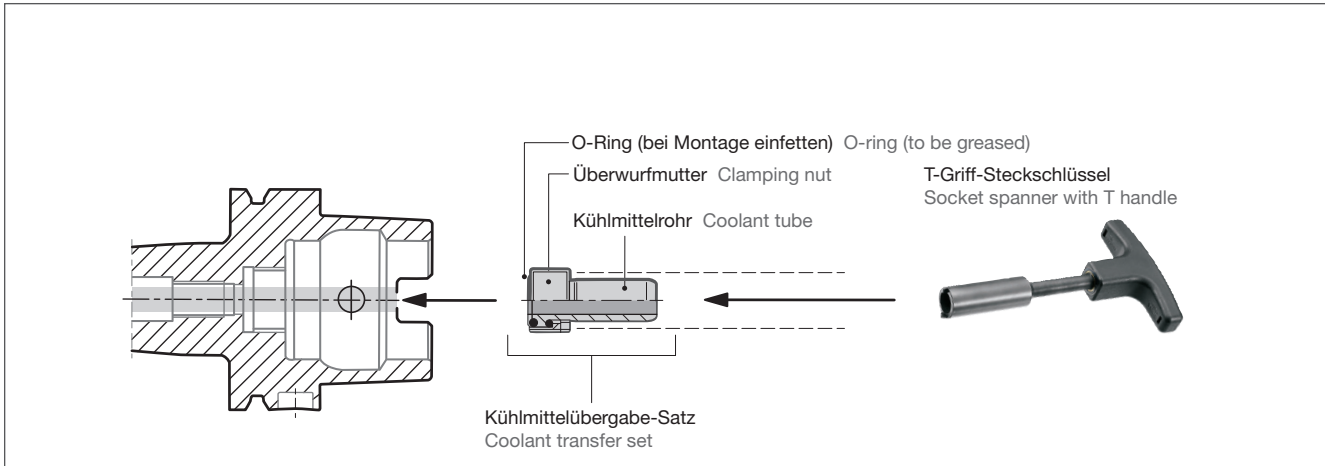 O-Ring (bei Montage einfetten) O-ring (to be greased)
Überwurfmutter Clamping nut
Kühlmittelrohr Coolant tube
T-Griff-Steckschlüssel
Socket spanner with T handle
Kühlmittelübergabe-Satz
Coolant transfer set